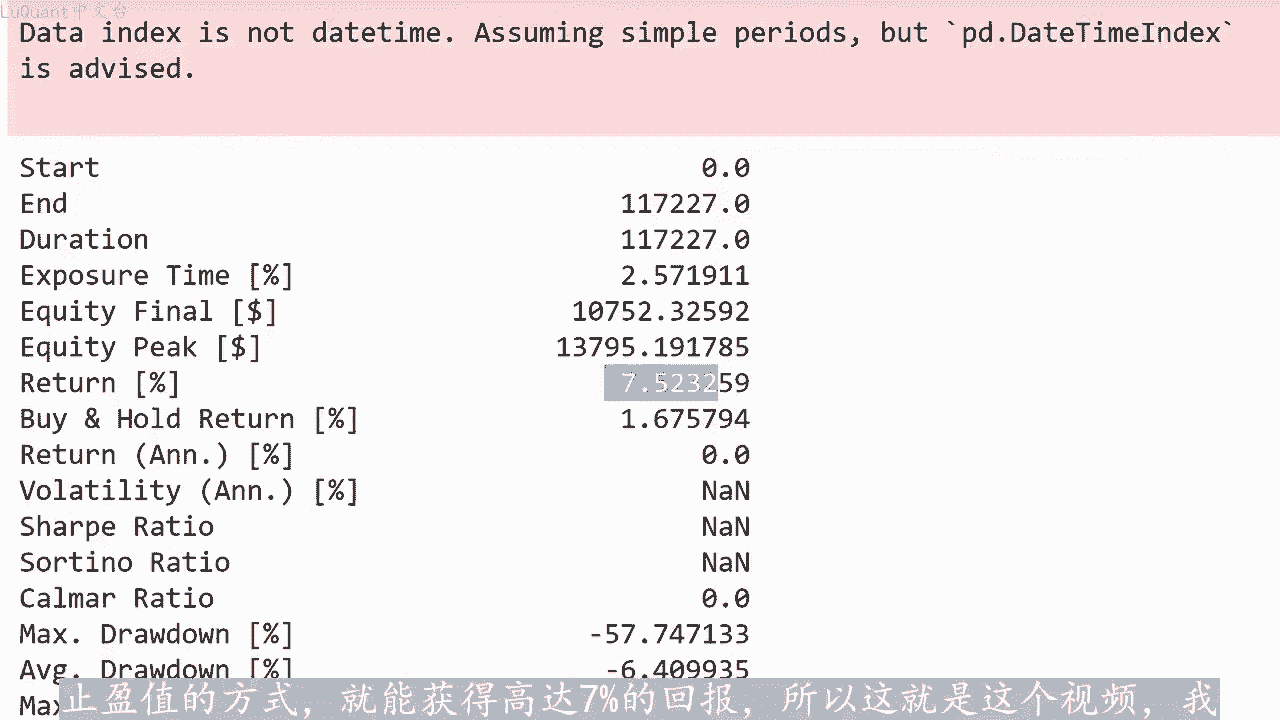 LuQuant中文台
Data index is not datetime. Assuming simple periods, but `pd.DateTimeIndex`
is advised.
Start 0.0
End 117227.0
Duration 117227.0
Exposure Time [%] 2.571911
Equity Final [$] 10752.32592
Equity Peak [$] 13795.191785
Return [%] 7.523259
Buy & Hold Return [%] 1.675794
Return (Ann.) [%] 0.0
Volatility (Ann.) [%] NaN
Sharpe Ratio NaN
Sortino Ratio NaN
Calmar Ratio 0.0
Max. Drawdown [%] -57.747133
Avg. Drawdown [%] -6.409935
止盈值的方式，就能获得高达7%的回报，所以这就是这个视频，我